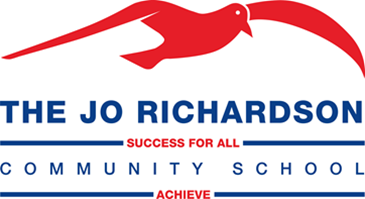 THE JO RICHARDSON
SUCCESS FOR ALL
COMMUNITY SCHOOL
ACHIEVE